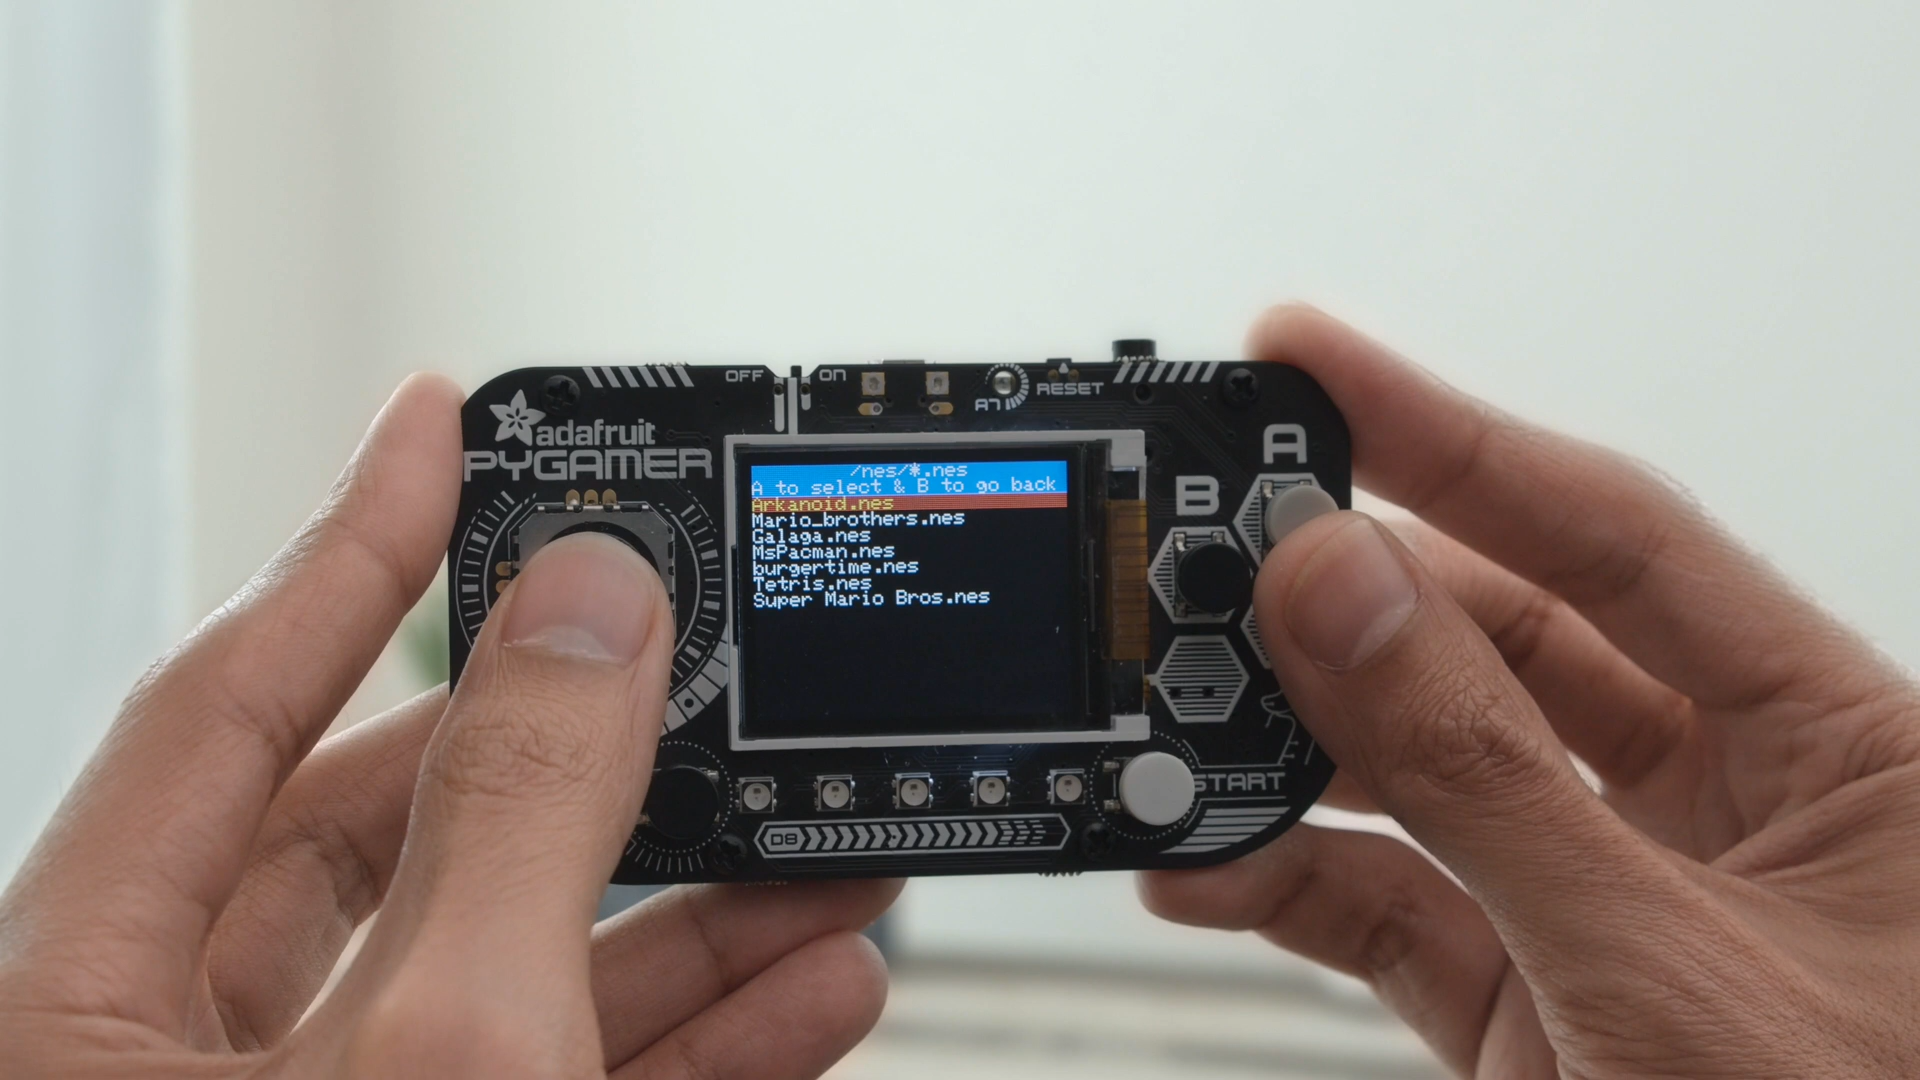 OFF ON
A7
RESET
adafruit
PYGAMER
A
B
/nes/*.nes
A to select & B to go back
Arkanoid.nes
Mario_brothers.nes
Galaga.nes
MsPacman.nes
burgertime.nes
Tetris.nes
Super Mario Bros.nes
START
D8